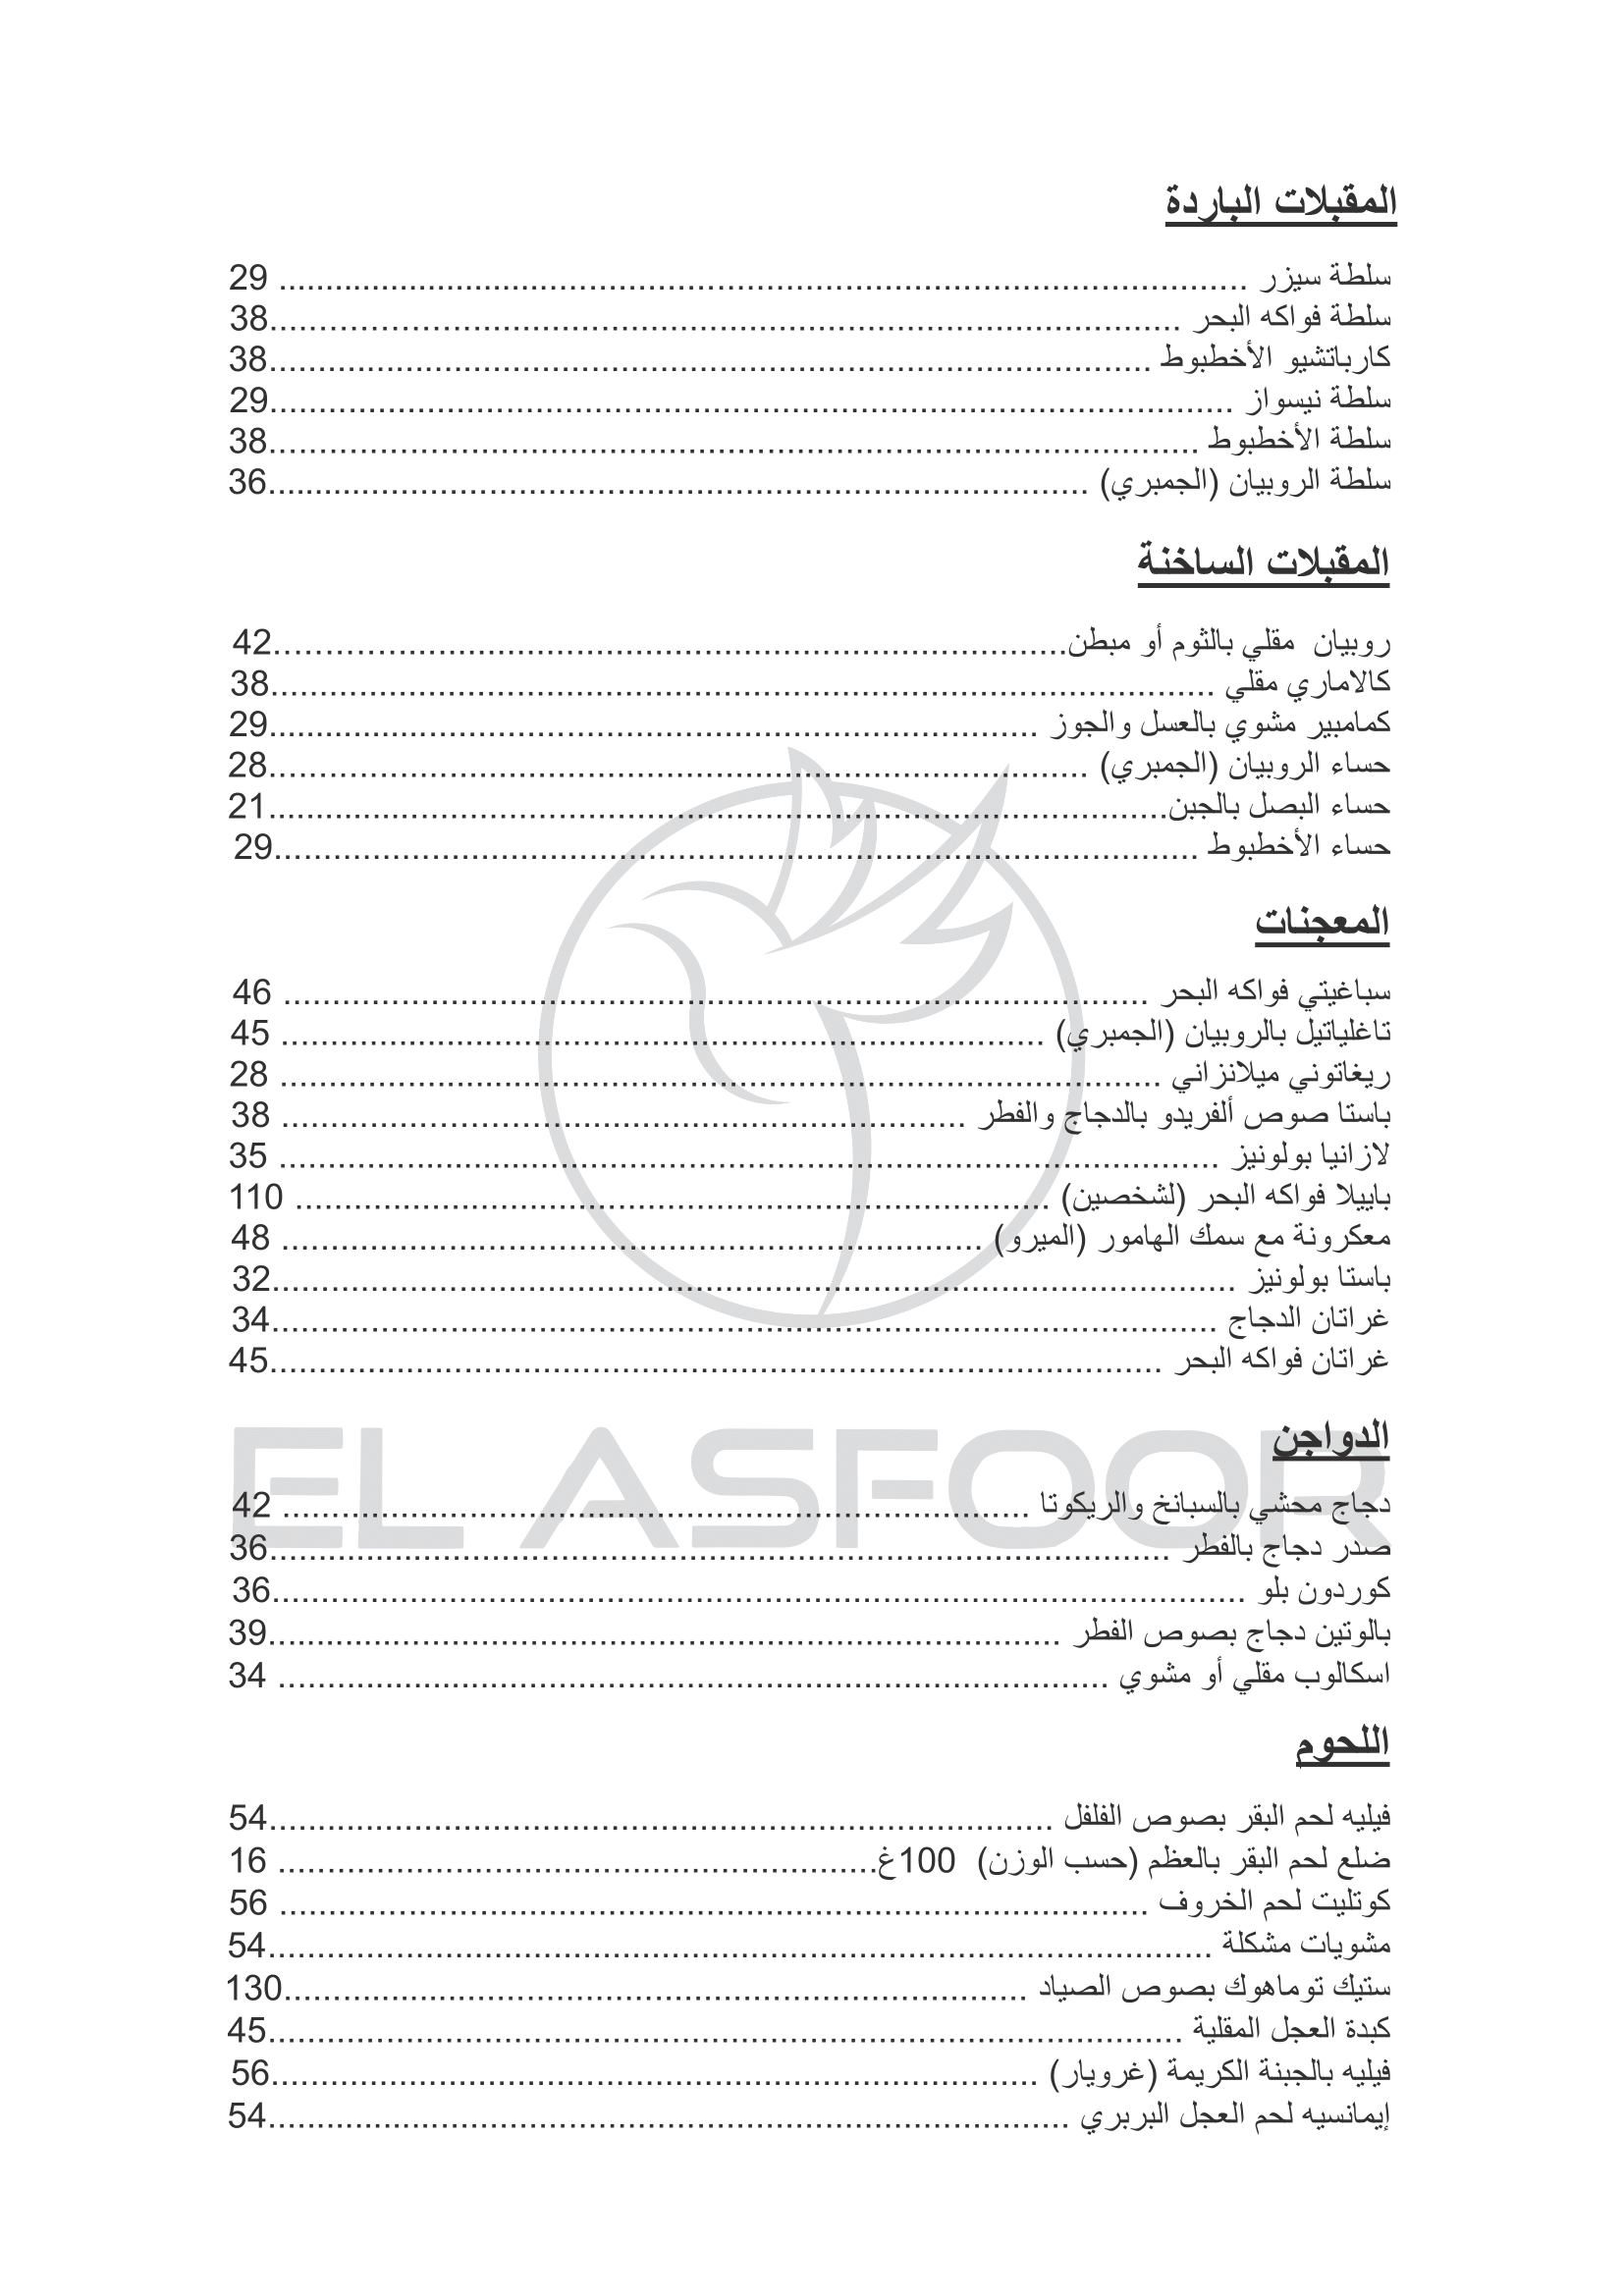 المقبلات الباردة
سلطة سيزر ........................................ 29
سلطة فواكه البحر ........................................38
كارباتشيو الأخطبوط ........................................38
سلطة نيسواز ........................................29
سلطة الأخطبوط ........................................38
سلطة الروبيان (الجمبري) ........................................36
المقبلات الساخنة
روبيان مقلي بالثوم أو مبطن........................................42
كالاماري مقلي ........................................38
كمامبير مشوي بالعسل والجوز ........................................29
حساء الروبيان (الجمبري) ........................................28
حساء البصل بالجبن........................................21
حساء الأخطبوط ........................................29
المعجنات
سباغيتي فواكه البحر ........................................ 46
تاغلياتيل بالروبيان (الجمبري) ........................................ 45
ريغاتوني ميلانزاني ........................................ 28
باستا صوص ألفريدو بالدجاج والفطر ........................................ 38
لازانيا بولونيز ........................................ 35
باييلا فواكه البحر (لشخصين) ........................................ 110
معكرونة مع سمك الهامور (الميرو) ........................................ 48
باستا بولونيز ........................................32
غراتان الدجاج ........................................34
غراتان فواكه البحر ........................................45
EL ASFOOR
الدواجن
دجاج محشي بالسبانخ والريكوتا ........................................ 42
صدر دجاج بالفطر ........................................36
كوردون بلو ........................................36
بالوتين دجاج بصوص الفطر ........................................39
اسكالوب مقلي أو مشوي ........................................ 34
اللحوم
فيليه لحم البقر بصوص الفلفل ........................................54
ضلع لحم البقر بالعظم (حسب الوزن) 100غ........................................ 16
كوتليت لحم الخروف ........................................ 56
مشويات مشكلة ........................................54
ستيك توماهوك بصوص الصياد ........................................130
كبدة العجل المقلية ........................................45
فيليه بالجبنة الكريمة (غرويار) ........................................56
إيمانسيه لحم العجل البربري ........................................54